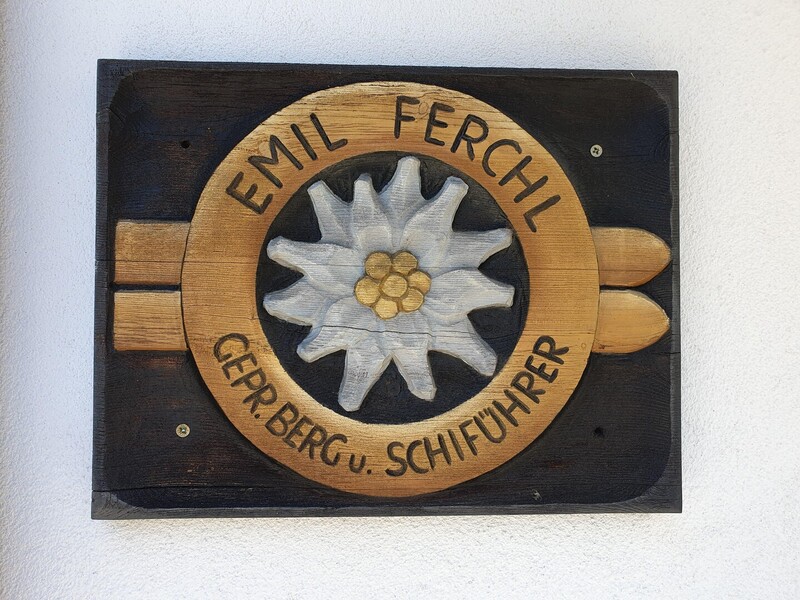 EMIL FERCHL
GEPR. BERG u. SCHIFÜHRER